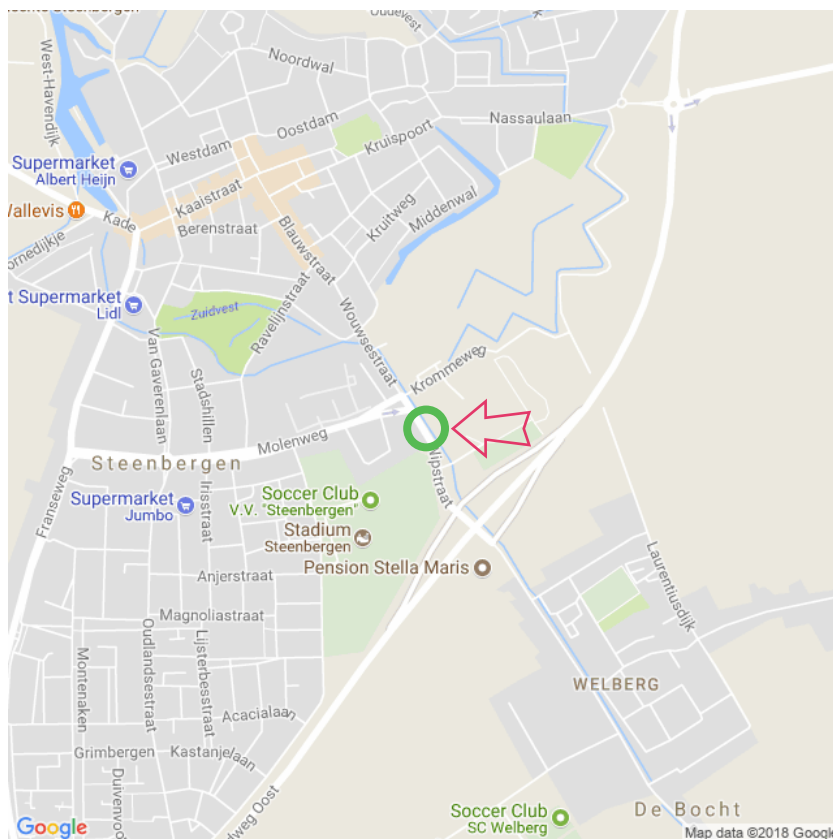 Noordwal
West-Havendijk
Nassaulaan
Oostdam
Kruispoort
Westdam
Supermarket
Albert Heijn
Kaaistraat
Kruitweg
Middenwal
Kade
Berenstraat
Blauwstraat
Supermarket
Lidl
Zuidvest
Ravelijnstraat
Wouwsestraat
Van Gaverenlaan
Krommeweg
Stadshillen
Molenweg
Steenbergen
Franseweg
Irisstraat
Supermarket
Jumbo
Soccer Club
V.V. "Steenbergen"
Stadium
Steenbergen
Pension Stella Maris
Anjerstraat
Laurentiusdijk
Magnoliastraat
Oudlandsestraat
Lijsterbesstraat
Montenaken
WELBERG
Acacialaan
Grimbergen
Kastanjelaan
Soccer Club
SC Welberg
De Bocht
Google
Map data ©2018 Google